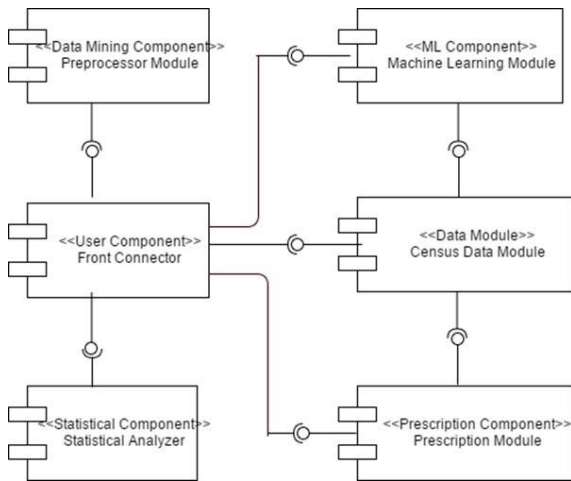 <<Data Mining Component>>
Preprocessor Module
<<ML Component>>
Machine Learning Module
<<User Component>>
Front Connector
<<Data Module>>
Census Data Module
<<Statistical Component>>
Statistical Analyzer
<<Prescription Component>>
Prescription Module